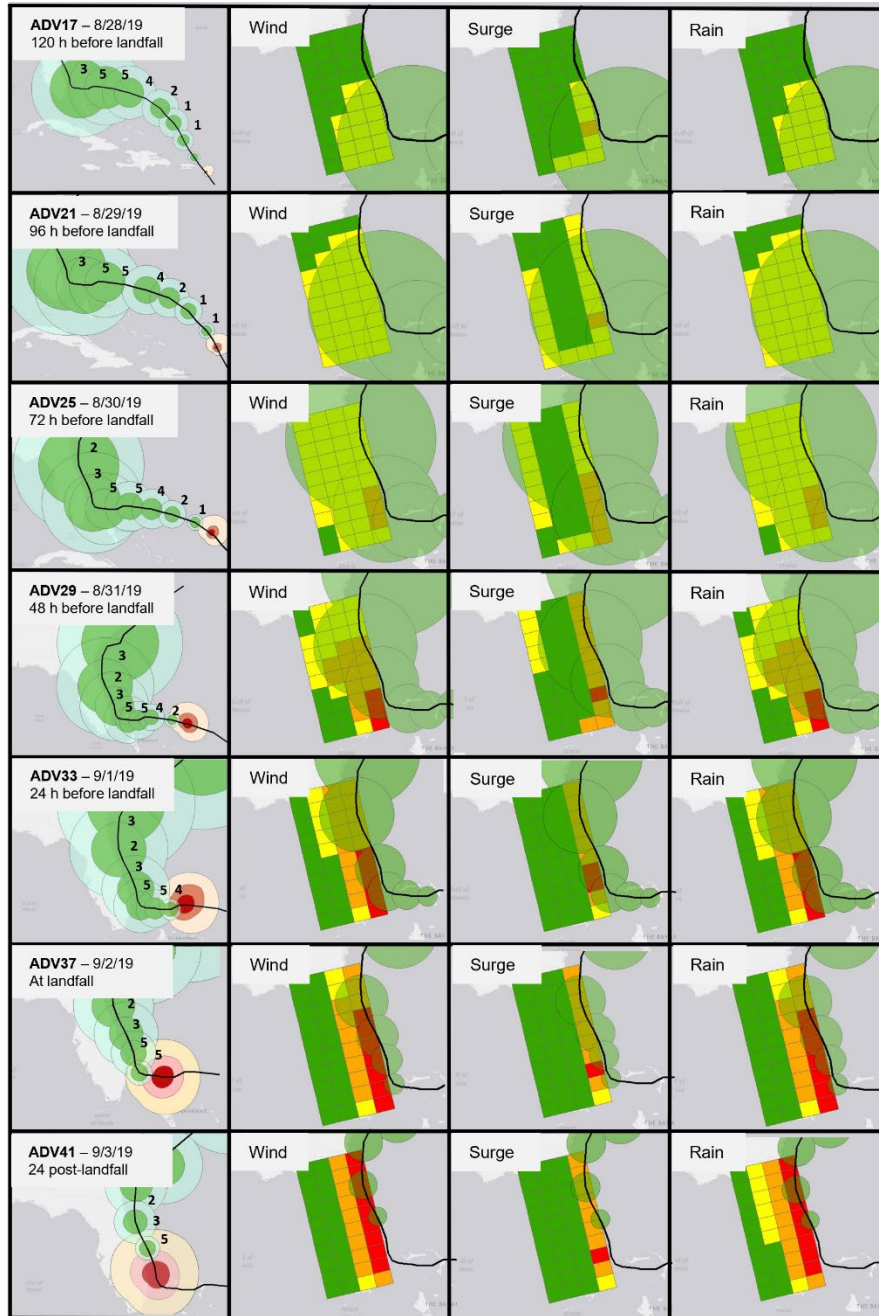 ADV17 – 8/28/19
120 h before landfall
3 5 5 4 2 1 1
Wind
Surge
Rain
ADV21 – 8/29/19
96 h before landfall
3 5 5 4 2 1 1
Wind
Surge
Rain
ADV25 – 8/30/19
72 h before landfall
2 3 5 5 4 2 1
Wind
Surge
Rain
ADV29 – 8/31/19
48 h before landfall
3 2 3 5 5 4 2
Wind
Surge
Rain
THE BAHA
ADV33 – 9/1/19
24 h before landfall
3 2 3 5 5 4
Wind
Surge
Rain
ADV37 – 9/2/19
At landfall
2 3 5 5
Wind
Surge
Rain
ADV41 – 9/3/19
24 post-landfall
2 3 5
Wind
Surge
Rain